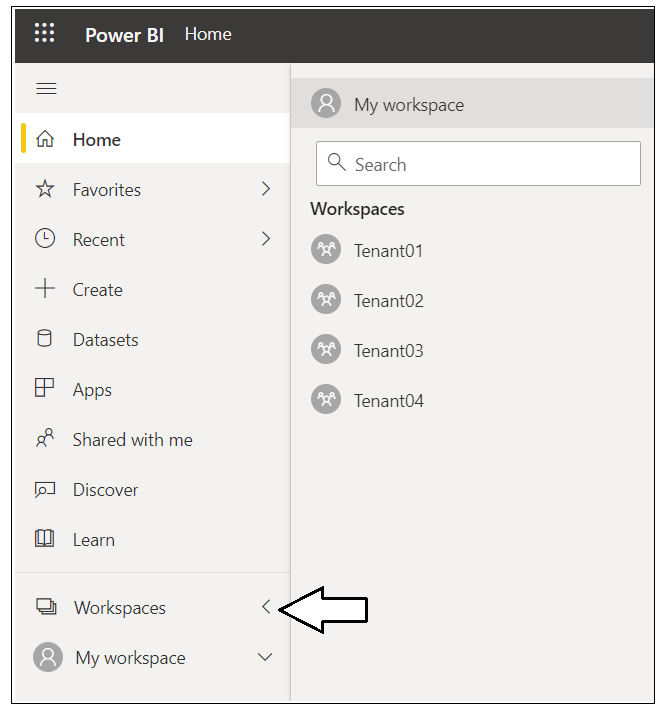 Power BI Home
Home
Favorites
Recent
Create
Datasets
Apps
Shared with me
Discover
Learn
Workspaces
My workspace
My workspace
Search
Workspaces
Tenant01
Tenant02
Tenant03
Tenant04